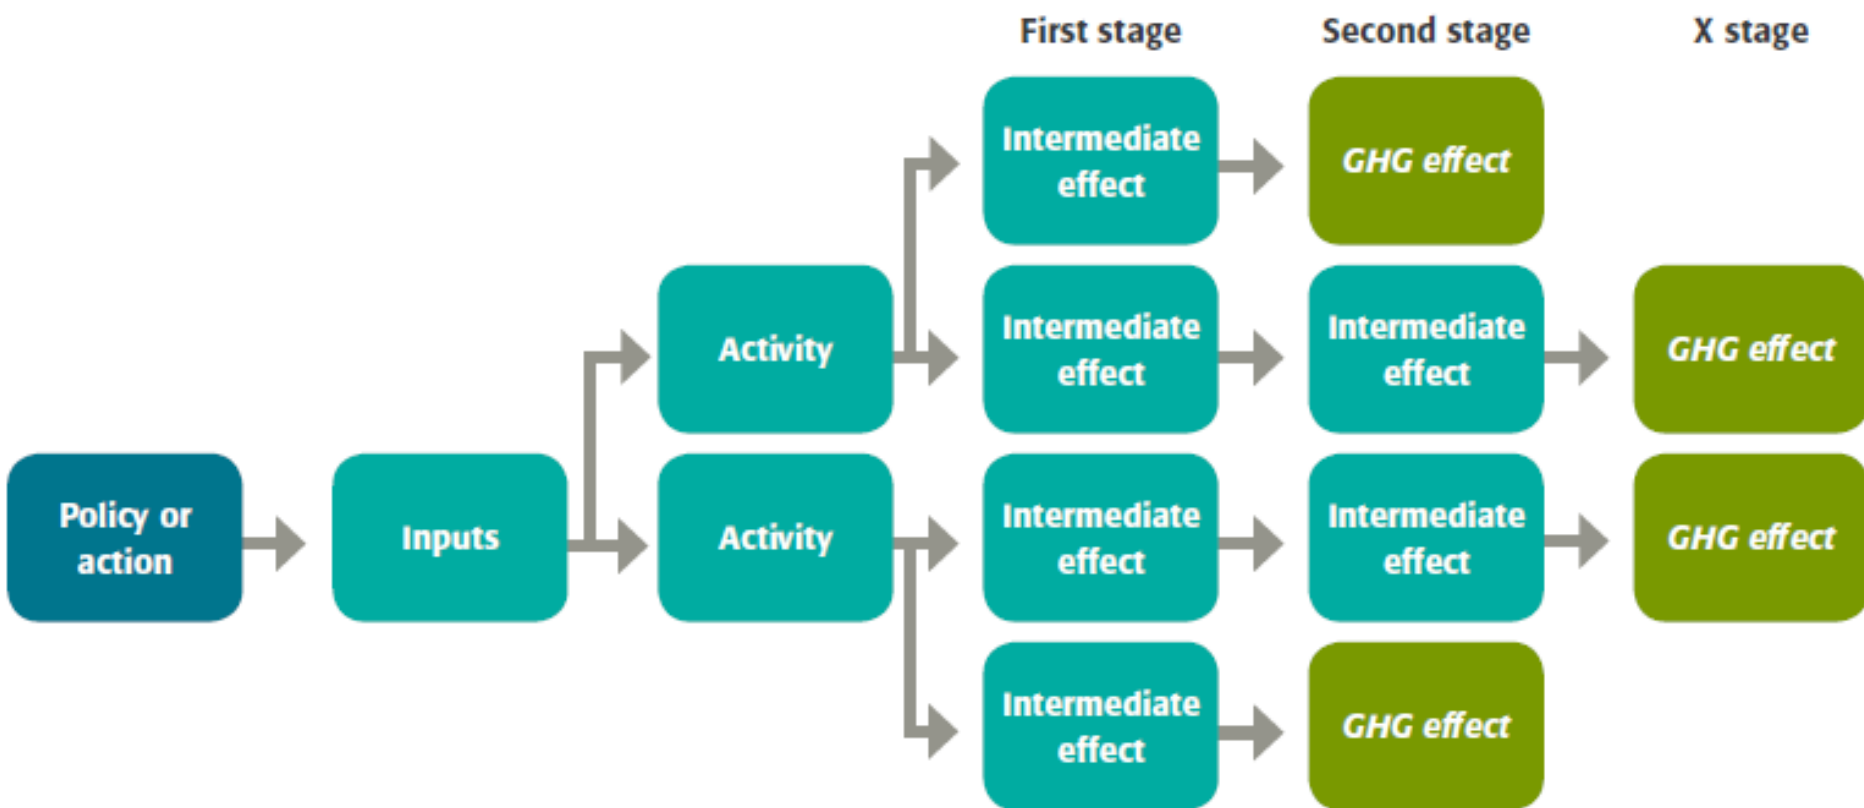 First stage
Second stage
X stage
Intermediate
effect
GHG effect
Activity
Intermediate
effect
Intermediate
effect
GHG effect
Policy or
action
Inputs
Activity
Intermediate
effect
Intermediate
effect
GHG effect
Intermediate
effect
GHG effect